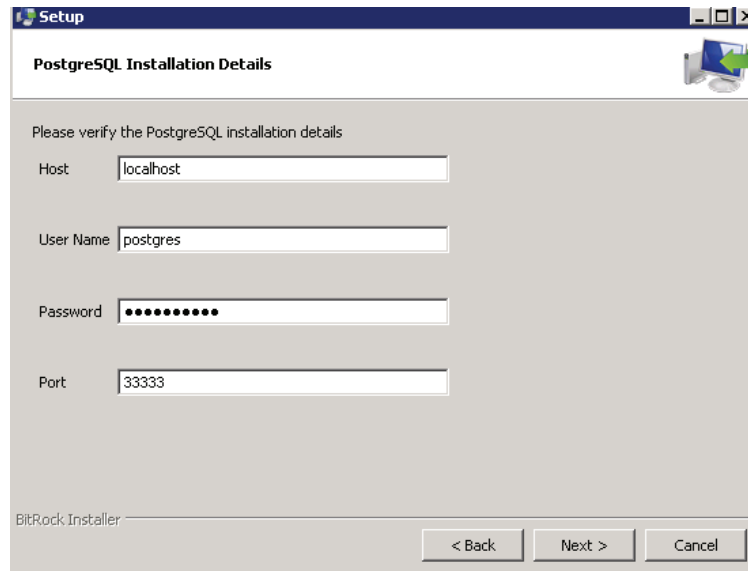 Setup
PostgreSQL Installation Details
Please verify the PostgreSQL installation details
Host localhost
User Name postgres
Password ●●●●●●●●●●
Port 33333
BitRock Installer
< Back Next > Cancel